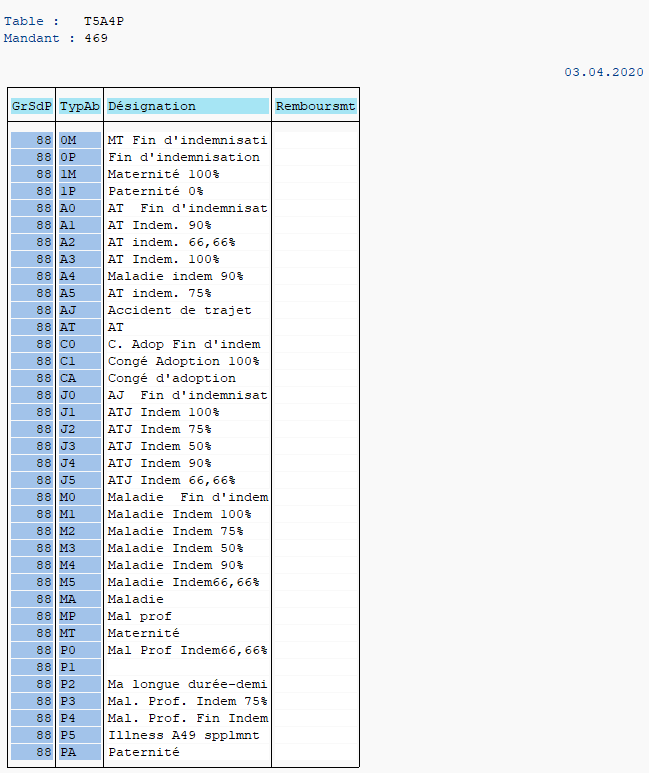 Table :   T5A4P
Mandant : 469
03.04.2020
GrSdP TypAb Désignation Remboursmt
88 0M MT Fin d'indemnisati
88 0P Fin d'indemnisation
88 1M Maternité 100%
88 1P Paternité 0%
88 A0 AT  Fin d'indemnisat
88 A1 AT Indem. 90%
88 A2 AT indem. 66,66%
88 A3 AT Indem. 100%
88 A4 Maladie indem 90%
88 A5 AT indem. 75%
88 AJ Accident de trajet
88 AT AT
88 C0 C. Adop Fin d'indem
88 C1 Congé Adoption 100%
88 CA Congé d'adoption
88 J0 AJ  Fin d'indemnisat
88 J1 ATJ Indem 100%
88 J2 ATJ Indem 75%
88 J3 ATJ Indem 50%
88 J4 ATJ Indem 90%
88 J5 ATJ Indem 66,66%
88 M0 Maladie  Fin d'indem
88 M1 Maladie Indem 100%
88 M2 Maladie Indem 75%
88 M3 Maladie Indem 50%
88 M4 Maladie Indem 90%
88 M5 Maladie Indem66,66%
88 MA Maladie
88 MP Mal prof
88 MT Maternité
88 P0 Mal Prof Indem66,66%
88 P1
88 P2 Ma longue durée-demi
88 P3 Mal. Prof. Indem 75%
88 P4 Mal. Prof. Fin Indem
88 P5 Illness A49 spplmnt
88 PA Paternité